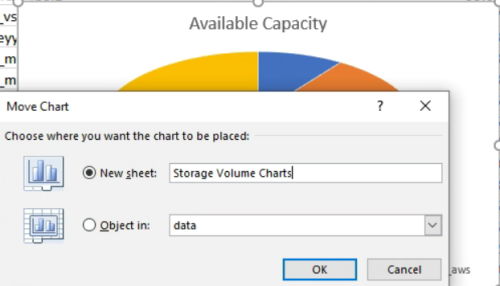 _vs
Available Capacity
eyy
_m
_m
Move Chart
?
Choose where you want the chart to be placed:
New sheet:
Storage Volume Charts
Object in:
data
OK
Cancel
_aws